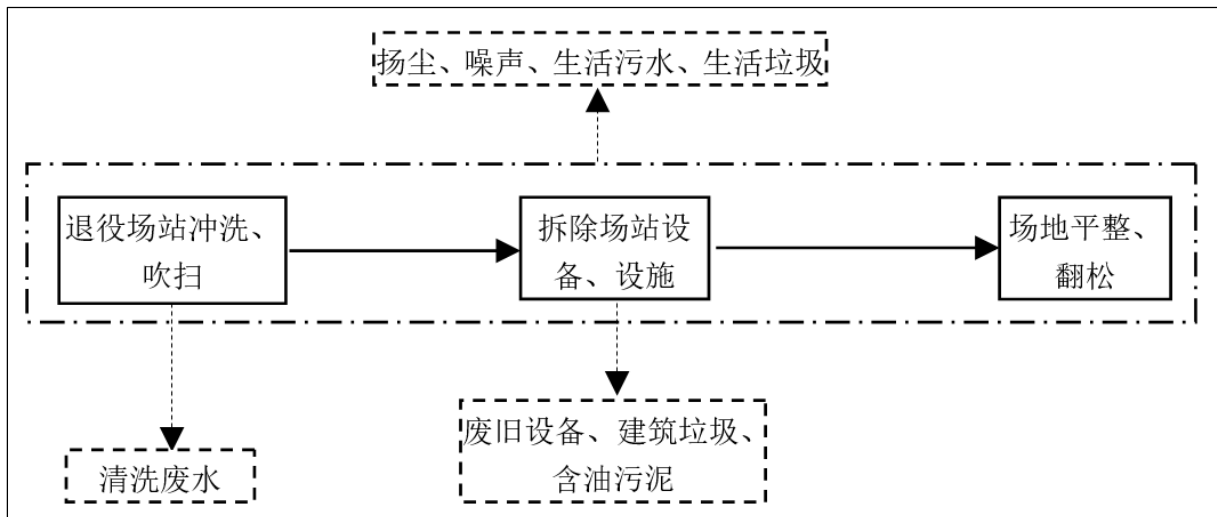 扬尘、噪声、生活污水、生活垃圾
退役场站冲洗、
吹扫
拆除场站设
备、设施
场地平整、
翻松
清洗废水
废旧设备、建筑垃圾、
含油污泥